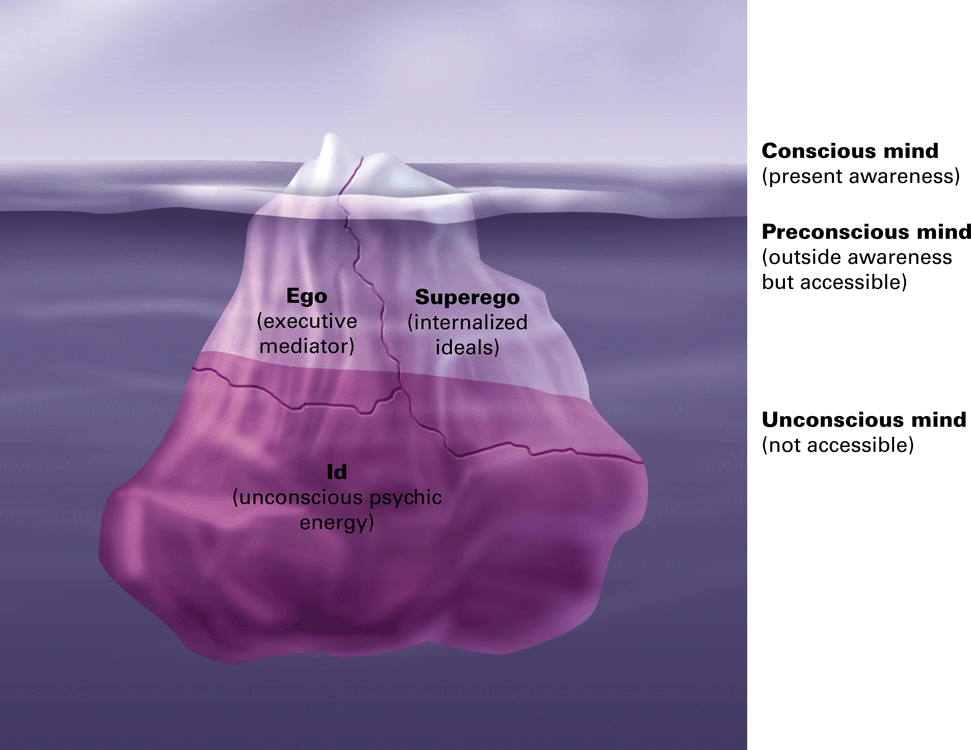 Conscious mind
(present awareness)
Preconscious mind
(outside awareness
but accessible)
Ego
(executive
mediator)
Superego
(internalized
ideals)
Unconscious mind
(not accessible)
Id
(unconscious psychic
energy)